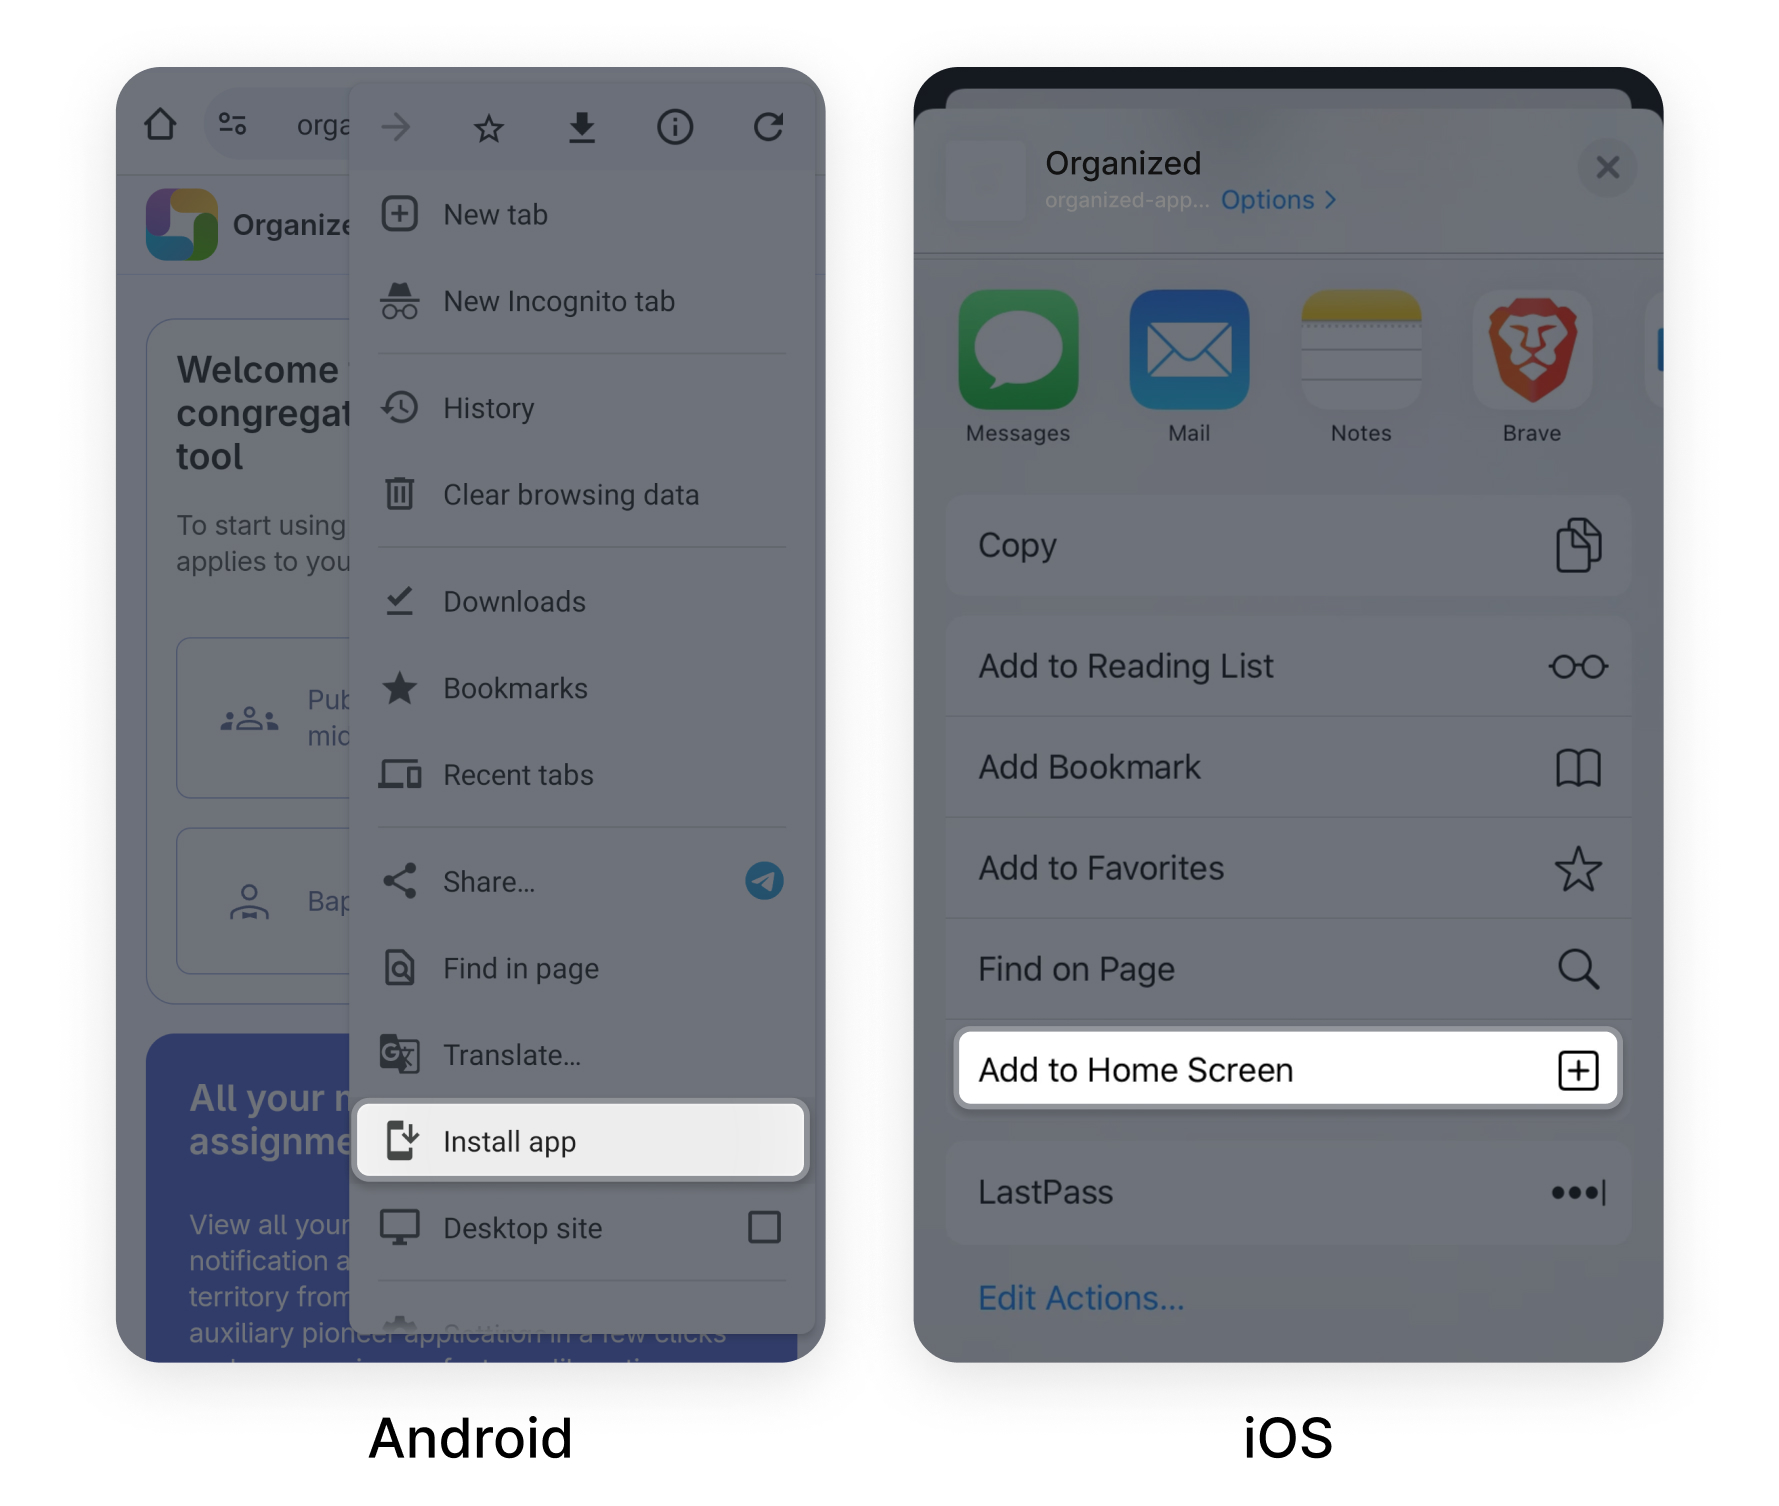 orga
Organize
Welcome
congregat
tool
To start using
applies to you
Pub
mid
Bap
All your
assignme
View all your
notification a
territory from
auxiliary pioneer application in a few clicks
New tab
New Incognito tab
History
Clear browsing data
Downloads
Bookmarks
Recent tabs
Share...
Find in page
Translate...
Install app
Desktop site
Android
Organized
organized-app... Options
Messages
Mail
Notes
Brave
Copy
Add to Reading List
Add Bookmark
Add to Favorites
Find on Page
Add to Home Screen
LastPass
Edit Actions...
iOS